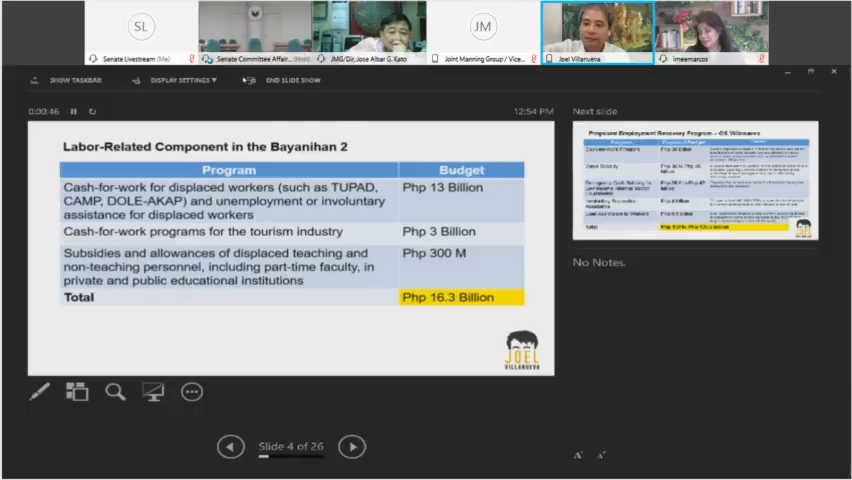 SL
JM
Senate Livestream (Me)
Senate Committee Affair... (Host)
JMG/Dir, Jose Albar G. Kato
Joint Manning Group / Vice...
Joel Villanueva
imeemarcos
SHOW TASKBAR
DISPLAY SETTINGS ▼
END SLIDE SHOW
0:00:46
12:54 PM
Next slide
Labor-Related Component in the Bayanihan 2
Program Budget
Cash-for-work for displaced workers (such as TUPAD, Php 13 Billion
CAMP, DOLE-AKAP) and unemployment or involuntary
assistance for displaced workers
Cash-for-work programs for the tourism industry Php 3 Billion
Subsidies and allowances of displaced teaching and Php 300 M
non-teaching personnel, including part-time faculty, in
private and public educational institutions
Total Php 16.3 Billion
JOEL
VILLANUEVA
Proposed Employment Recovery Program – OS Villanueva
Program Proposed Budget
Total
No Notes.
Slide 4 of 26
A A